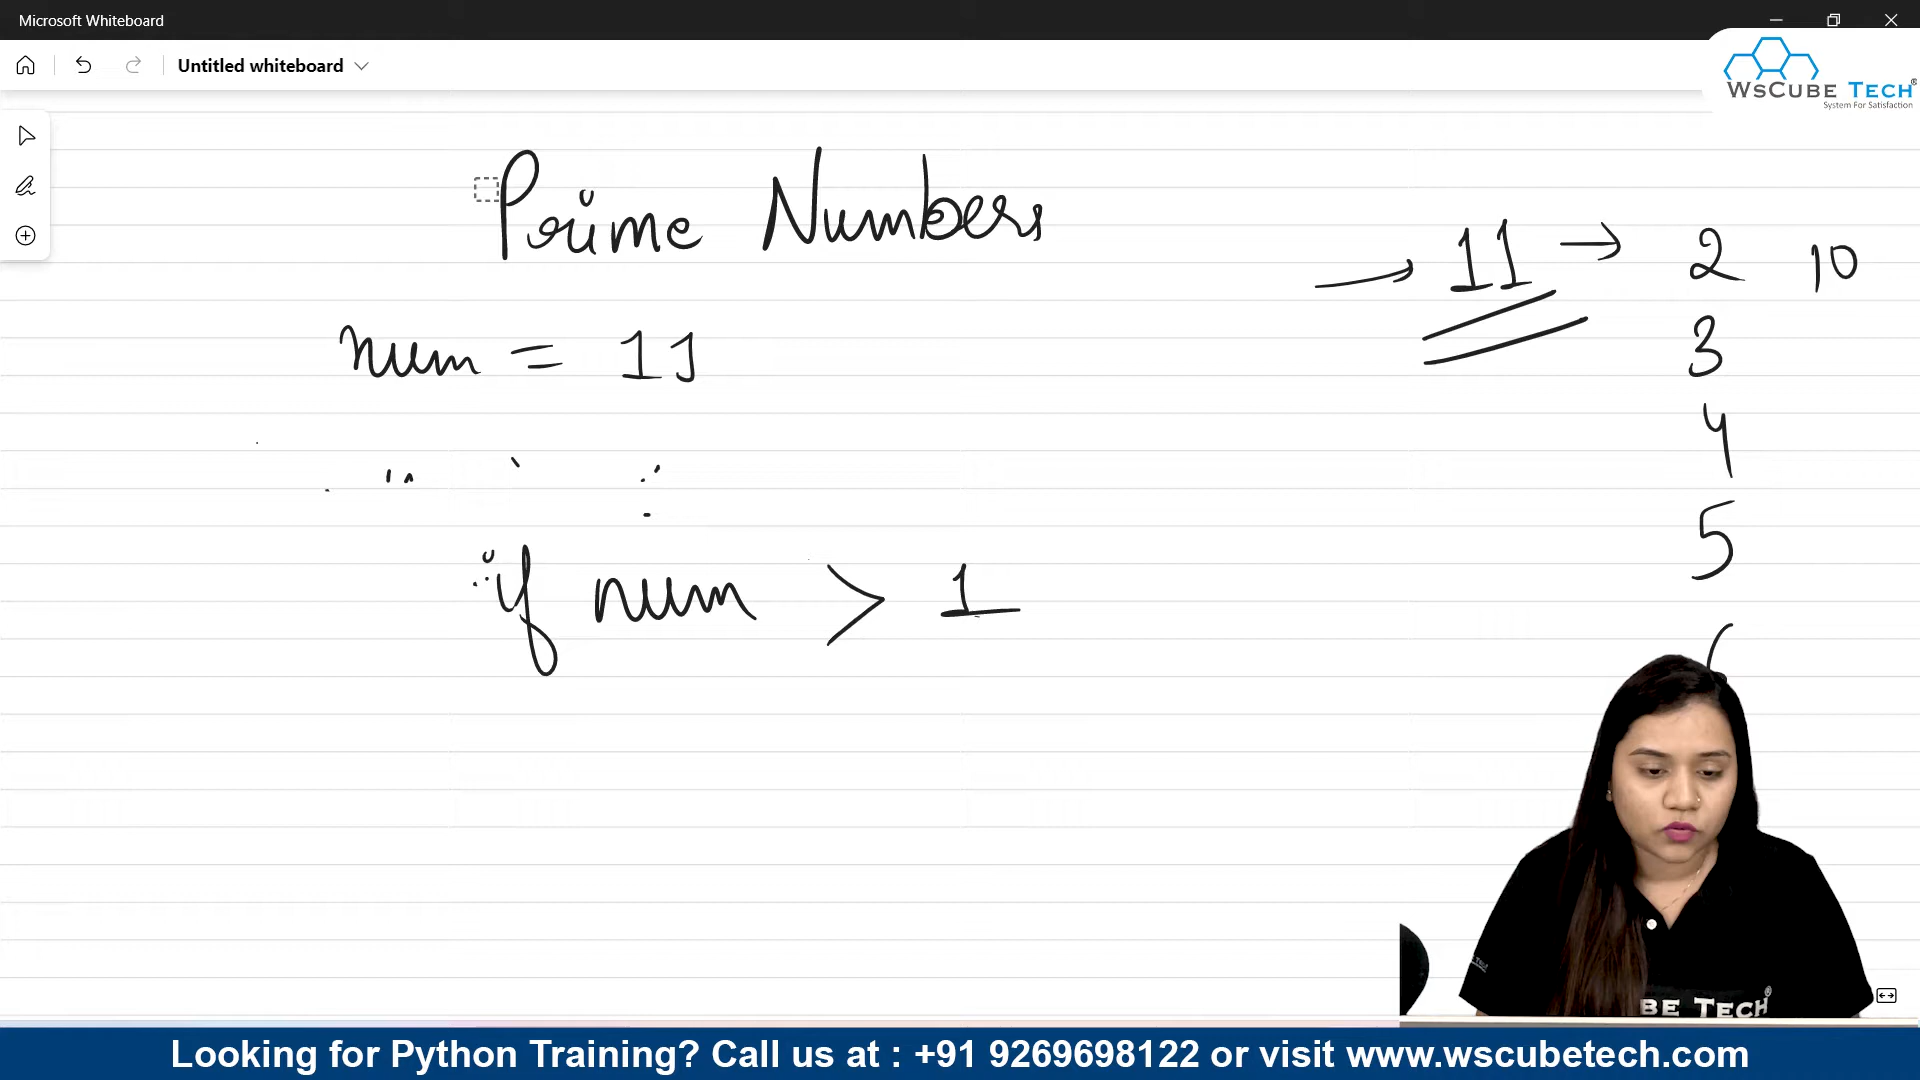 Microsoft Whiteboard
Untitled whiteboard
WsCube Tech®
System For Satisfaction
Prime Numbers
11 → 2 10
3
4
5
num = 11
if num > 1
BE TECH®
Looking for Python Training? Call us at : +91 9269698122 or visit www.wscubetech.com